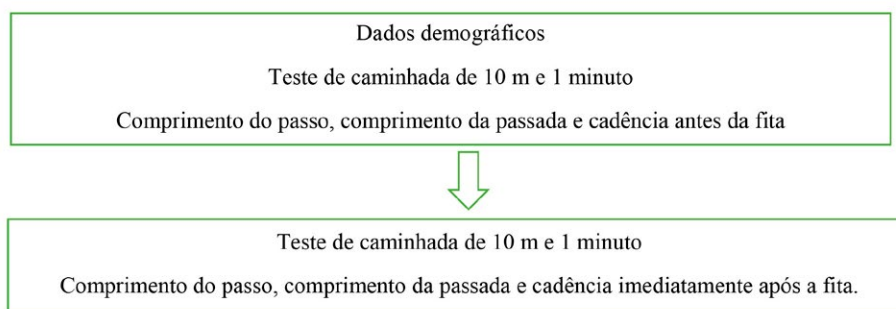 Dados demográficos
Teste de caminhada de 10 m e 1 minuto
Comprimento do passo, comprimento da passada e cadência antes da fita
Teste de caminhada de 10 m e 1 minuto
Comprimento do passo, comprimento da passada e cadência imediatamente após a fita.